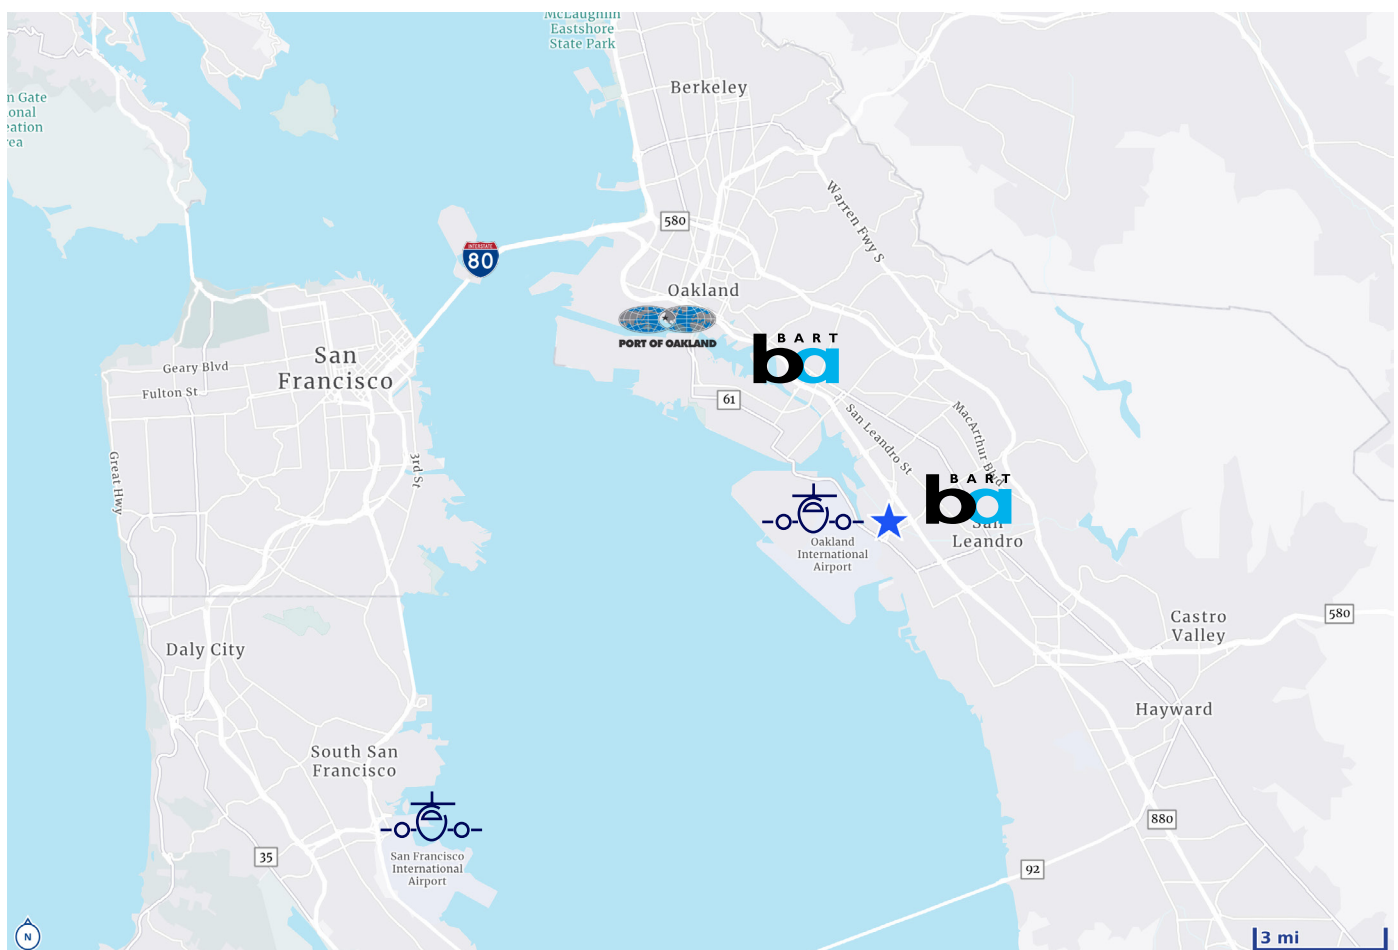 McLaughlin
Eastshore
State Park
n Gate
onal
eation
ea
Berkeley
Warren Fwy S
580
INTERSTATE
80
Oakland
PORT OF OAKLAND
BART
ba
San
Francisco
Geary Blvd
Fulton St
61
San Leandro St
MacArthur Blvd
Great Hwy
3rd St
BART
ba
San
Leandro
Oakland
International
Airport
Castro
Valley
580
Daly City
Hayward
South San
Francisco
880
San Francisco
International
Airport
35
92
N
3 mi